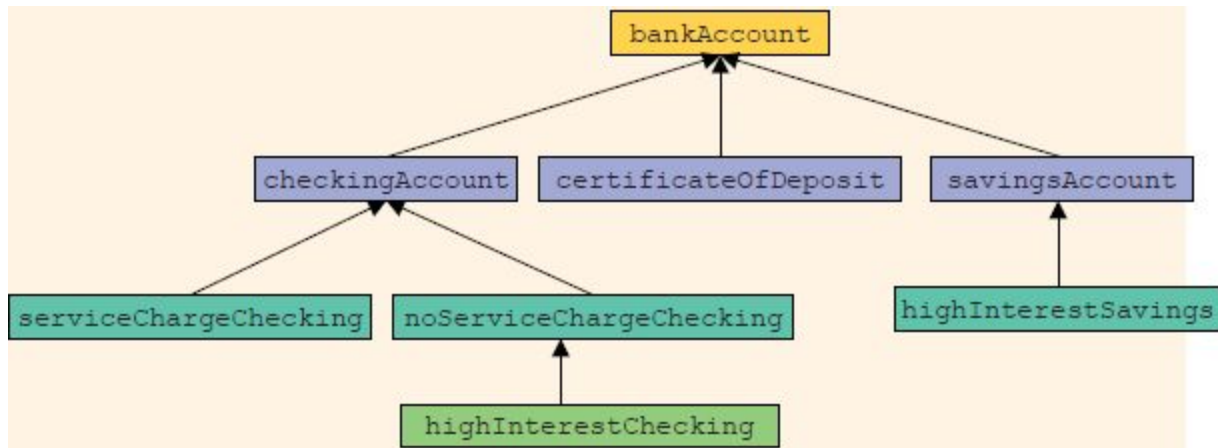 bankAccount
checkingAccount
certificateOfDeposit
savingsAccount
serviceChargeChecking
noServiceChargeChecking
highInterestSavings
highInterestChecking